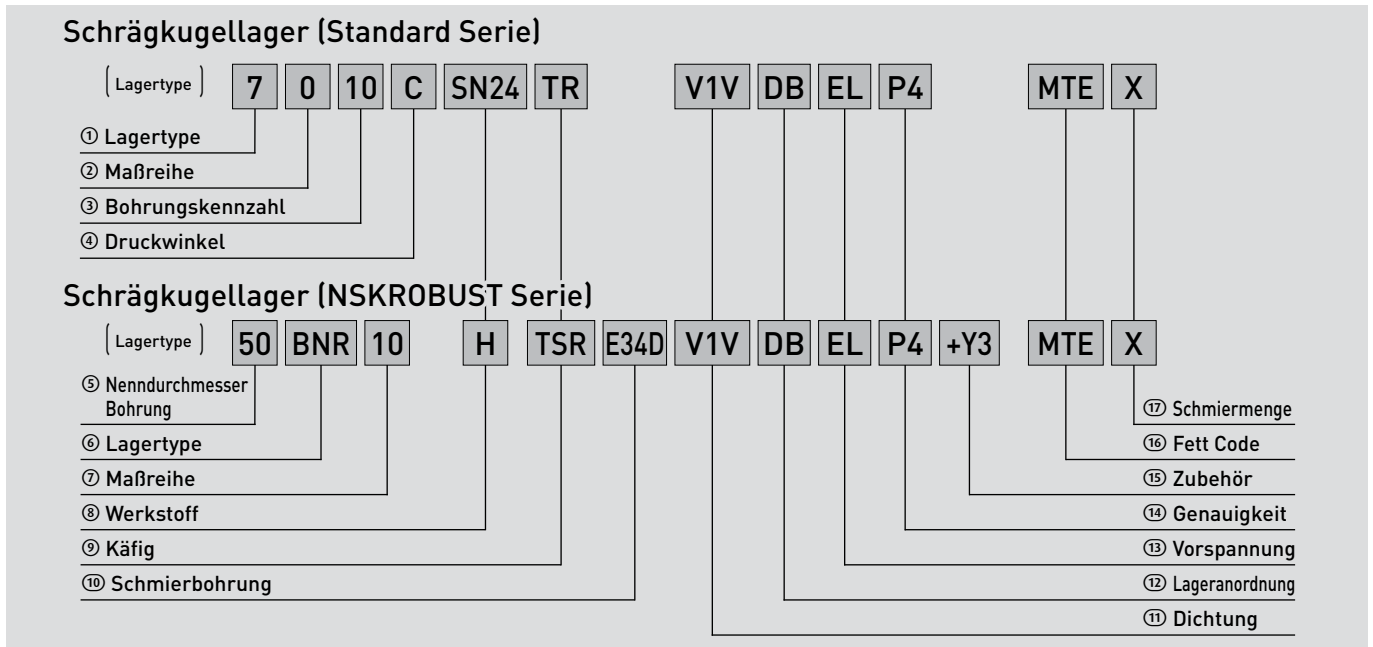 Schrägkugellager (Standard Serie)
(Lagertype) 7 0 10 C SN24 TR V1V DB EL P4 MTE X
① Lagertype
② Maßreihe
③ Bohrungskennzahl
④ Druckwinkel
Schrägkugellager (NSKROBUST Serie)
(Lagertype) 50 BNR 10 H TSR E34D V1V DB EL P4 +Y3 MTE X
⑤ Nenndurchmesser
Bohrung
⑥ Lagertype
⑦ Maßreihe
⑧ Werkstoff
⑨ Käfig
⑩ Schmierbohrung
⑰ Schmiermenge
⑯ Fett Code
⑮ Zubehör
⑭ Genauigkeit
⑬ Vorspannung
⑫ Lageranordnung
⑪ Dichtung